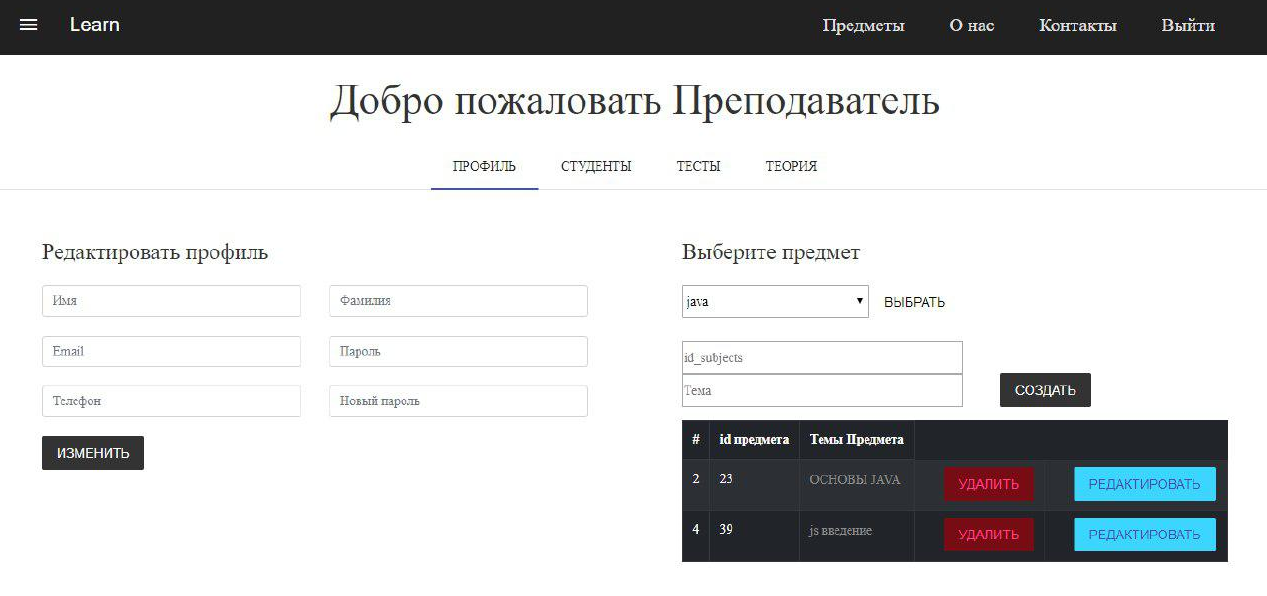 Learn
Предметы О нас Контакты Выйти
Добро пожаловать Преподаватель
ПРОФИЛЬ СТУДЕНТЫ ТЕСТЫ ТЕОРИЯ
Редактировать профиль
Имя Фамилия
Email Пароль
Телефон Новый пароль
ИЗМЕНИТЬ
Выберите предмет
java ВЫБРАТЬ
id_subjects
Тема СОЗДАТЬ
# id предмета Темы Предмета
2 23 ОСНОВЫ JAVA УДАЛИТЬ РЕДАКТИРОВАТЬ
4 39 js введение УДАЛИТЬ РЕДАКТИРОВАТЬ